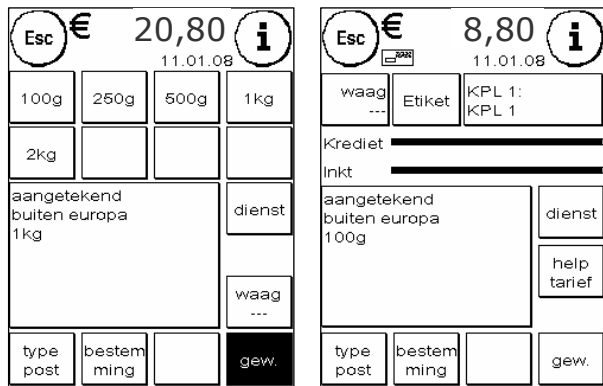 Esc € 20,80 i
11.01.08
100g 250g 500g 1kg
2kg
aangetekend
buiten europa
1kg
dienst
waag
---
type
post
bestem
ming
gew.
Esc € 8,80 i
11.01.08
waag
---
Etiket
KPL 1:
KPL 1
Krediet
Inkt
aangetekend
buiten europa
100g
dienst
help
tarief
type
post
bestem
ming
gew.